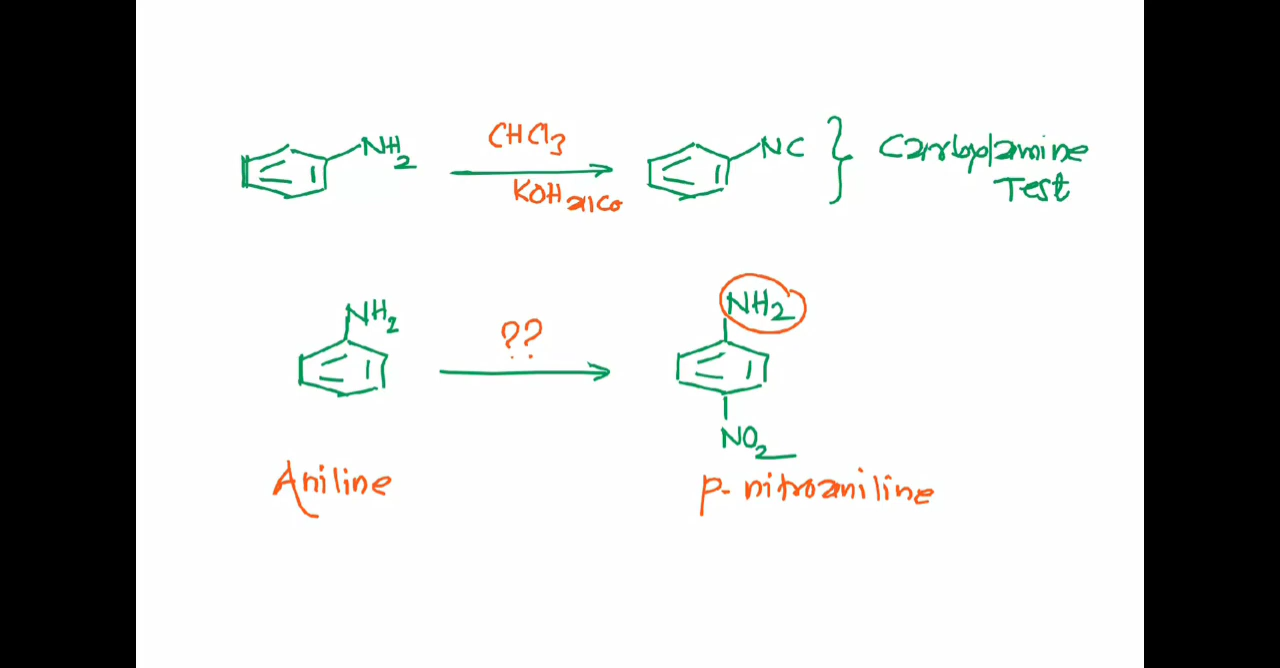 NH2
CHCl3
KOH alco
NC } Carbylamine
Test
NH2
??
NH2
NO2
Aniline
p-nitroaniline